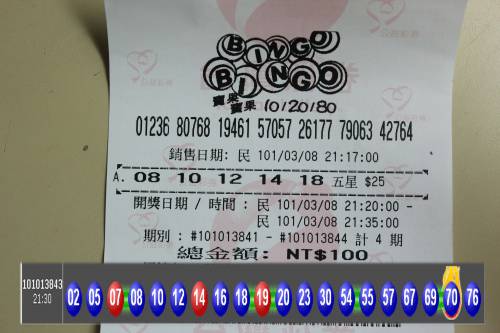 BINGO
BINGO
賓果
賓果 10/20/80
01236 80768 19461 57057 26177 79063 42764
銷售日期: 民 101/03/08 21:17:00
A. 08 10 12 14 18 五星 $25
開獎日期 / 時間 : 民 101/03/08 21:20:00 -
民 101/03/08 21:35:00
期別 : #101013841 - #101013844 計 4 期
總金額: NT$100
101013843
21:30
02 05 07 08 10 12 14 16 18 19 20 23 30 54 55 57 67 69 70 76